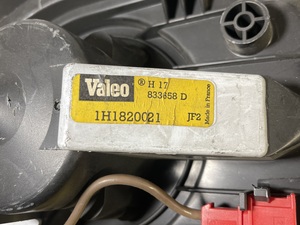 Valeo ® H 17
833658 D
1H1820021 JF2
Made in France